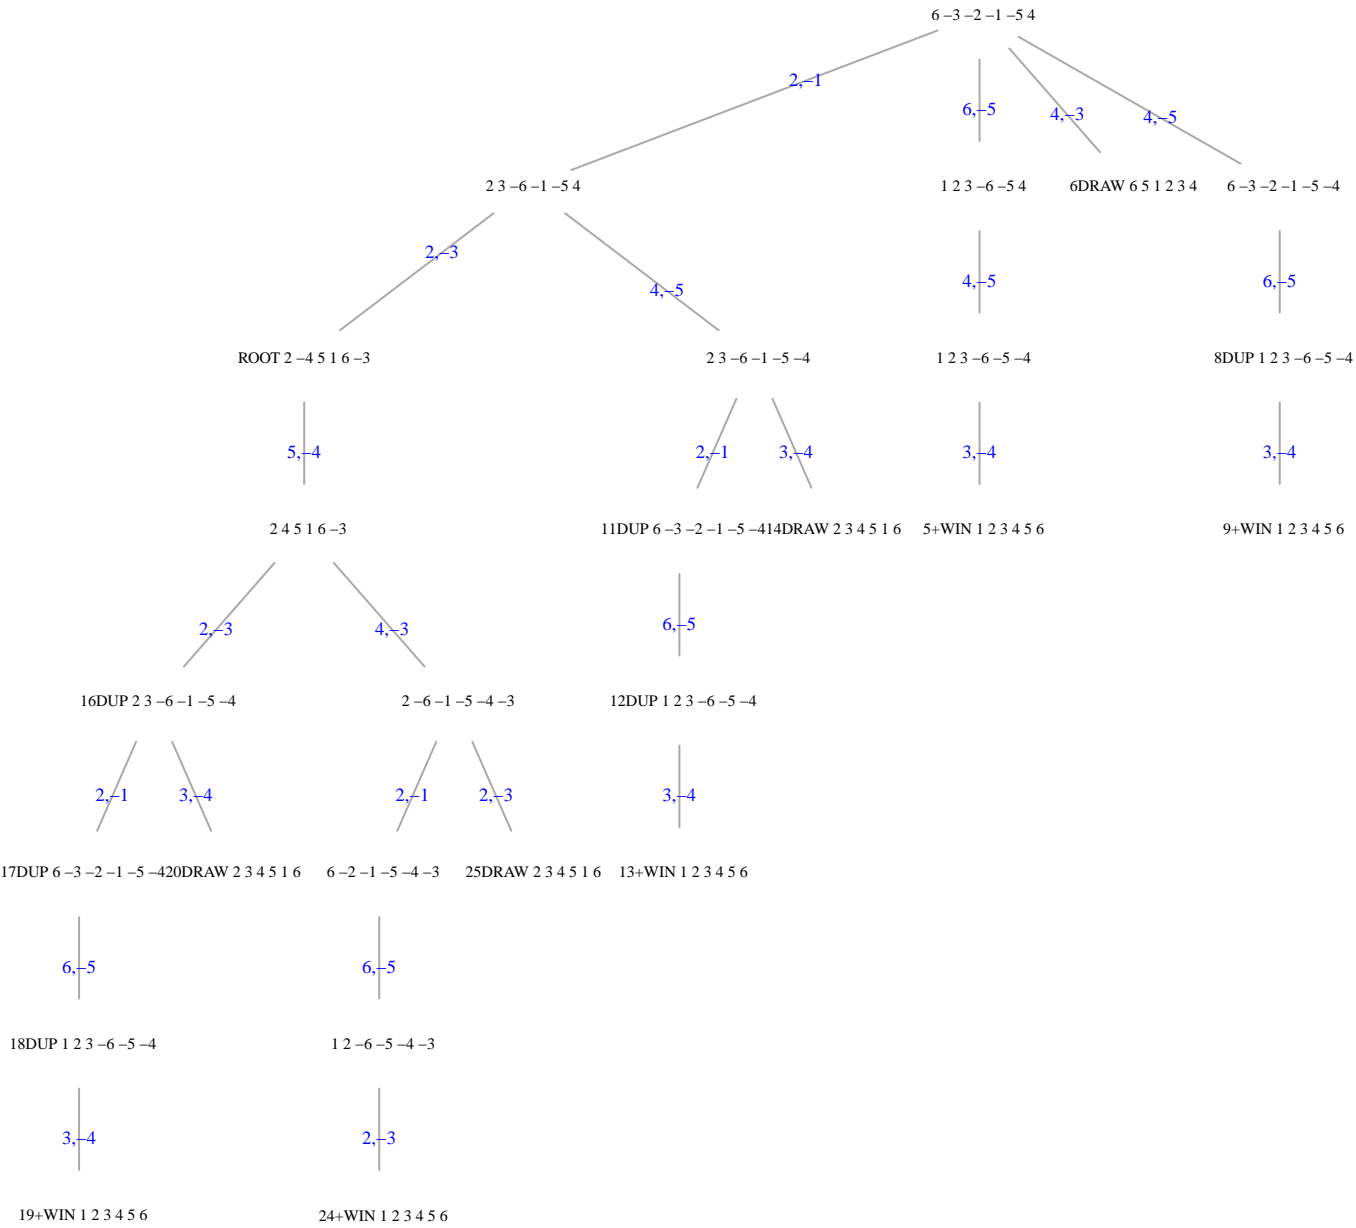 6 –3 –2 –1 –5 4
2,–1
6,–5
4,–3
4,–5
2 3 –6 –1 –5 4
1 2 3 –6 –5 4
6DRAW 6 5 1 2 3 4
6 –3 –2 –1 –5 –4
2,–3
4,–5
4,–5
6,–5
ROOT 2 –4 5 1 6 –3
2 3 –6 –1 –5 –4
1 2 3 –6 –5 –4
8DUP 1 2 3 –6 –5 –4
5,–4
2,–1
3,–4
3,–4
3,–4
2 4 5 1 6 –3
11DUP 6 –3 –2 –1 –5 –414DRAW 2 3 4 5 1 6
5+WIN 1 2 3 4 5 6
9+WIN 1 2 3 4 5 6
2,–3
4,–3
6,–5
16DUP 2 3 –6 –1 –5 –4
2 –6 –1 –5 –4 –3
12DUP 1 2 3 –6 –5 –4
2,–1
3,–4
2,–1
2,–3
3,–4
17DUP 6 –3 –2 –1 –5 –420DRAW 2 3 4 5 1 6
6 –2 –1 –5 –4 –3
25DRAW 2 3 4 5 1 6
13+WIN 1 2 3 4 5 6
6,–5
6,–5
18DUP 1 2 3 –6 –5 –4
1 2 –6 –5 –4 –3
3,–4
2,–3
19+WIN 1 2 3 4 5 6
24+WIN 1 2 3 4 5 6